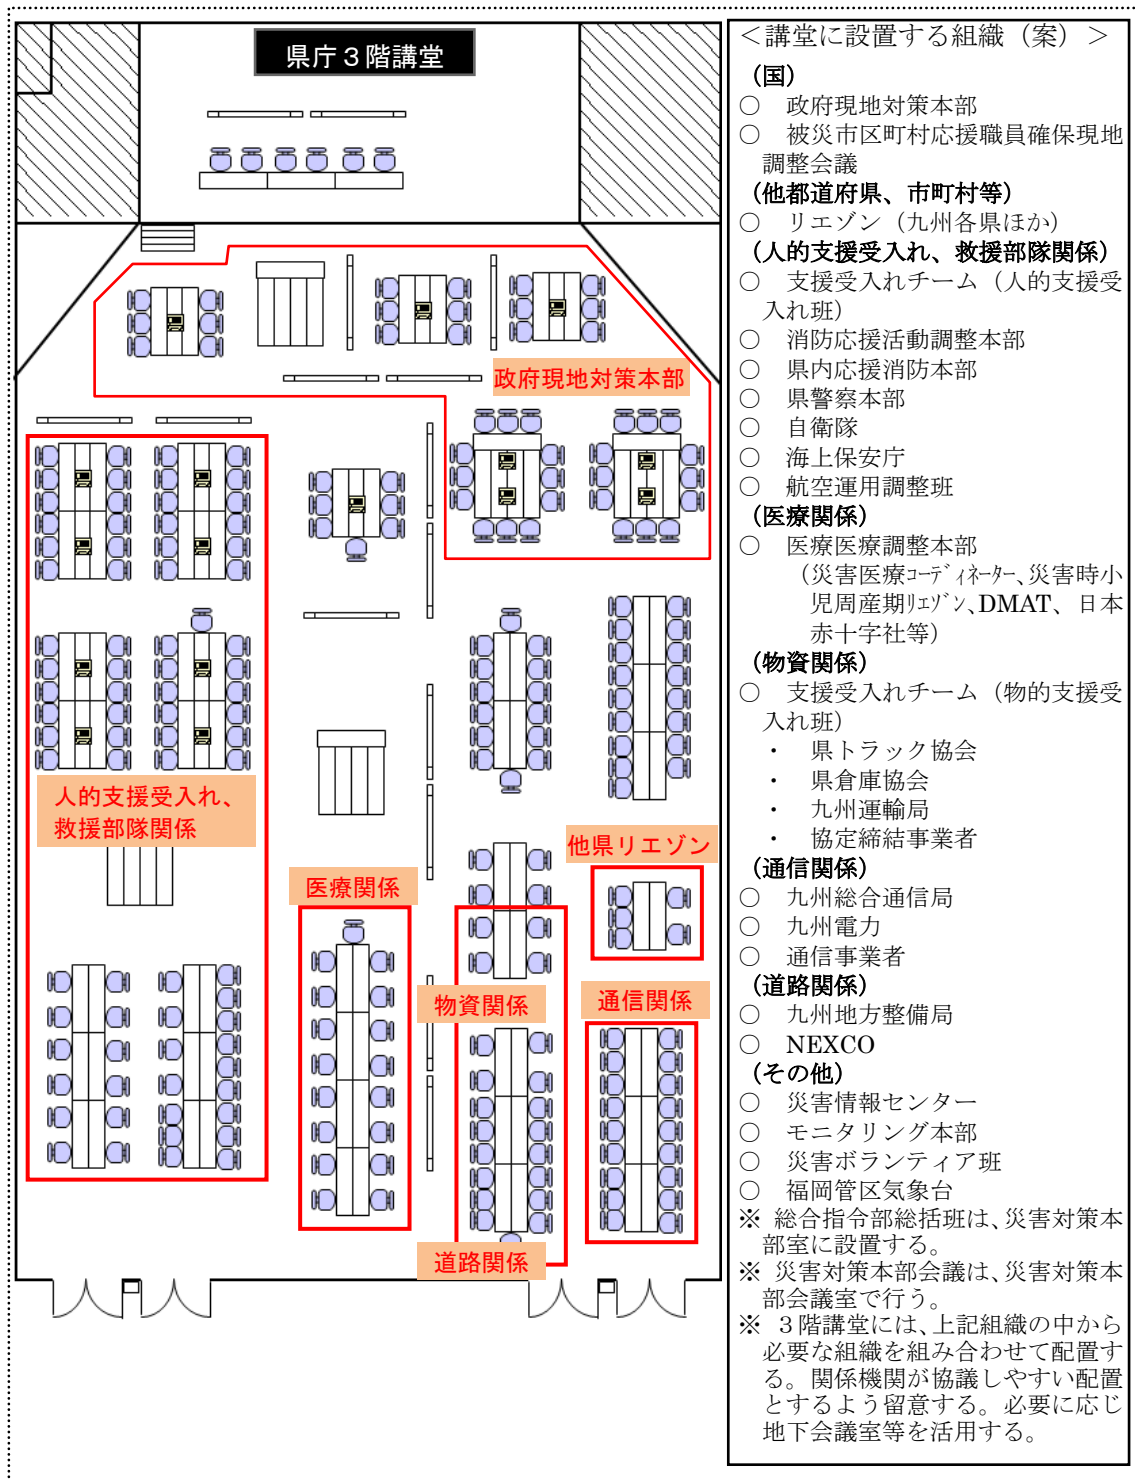 県庁３階講堂
政府現地対策本部
人的支援受入れ、
救援部隊関係
医療関係
他県リエゾン
物資関係
通信関係
道路関係
＜講堂に設置する組織（案）＞
（国）
○　政府現地対策本部
○　被災市区町村応援職員確保現地
調整会議
（他都道府県、市町村等）
○　リエゾン（九州各県ほか）
（人的支援受入れ、救援部隊関係）
○　支援受入れチーム（人的支援受
入れ班）
○　消防応援活動調整本部
○　県内応援消防本部
○　県警察本部
○　自衛隊
○　海上保安庁
○　航空運用調整班
（医療関係）
○　医療医療調整本部
（災害医療ｺｰﾃﾞｨﾈｰﾀｰ、災害時小
児周産期ﾘｴｿﾞﾝ、DMAT、日本
赤十字社等）
（物資関係）
○　支援受入れチーム（物的支援受
入れ班）
・　県トラック協会
・　県倉庫協会
・　九州運輸局
・　協定締結事業者
（通信関係）
○　九州総合通信局
○　九州電力
○　通信事業者
（道路関係）
○　九州地方整備局
○　NEXCO
（その他）
○　災害情報センター
○　モニタリング本部
○　災害ボランティア班
○　福岡管区気象台
※ 総合指令部総括班は、災害対策本
部室に設置する。
※ 災害対策本部会議は、災害対策本
部会議室で行う。
※ ３階講堂には、上記組織の中から
必要な組織を組み合わせて配置す
る。関係機関が協議しやすい配置
とするよう留意する。必要に応じ
地下会議室等を活用する。